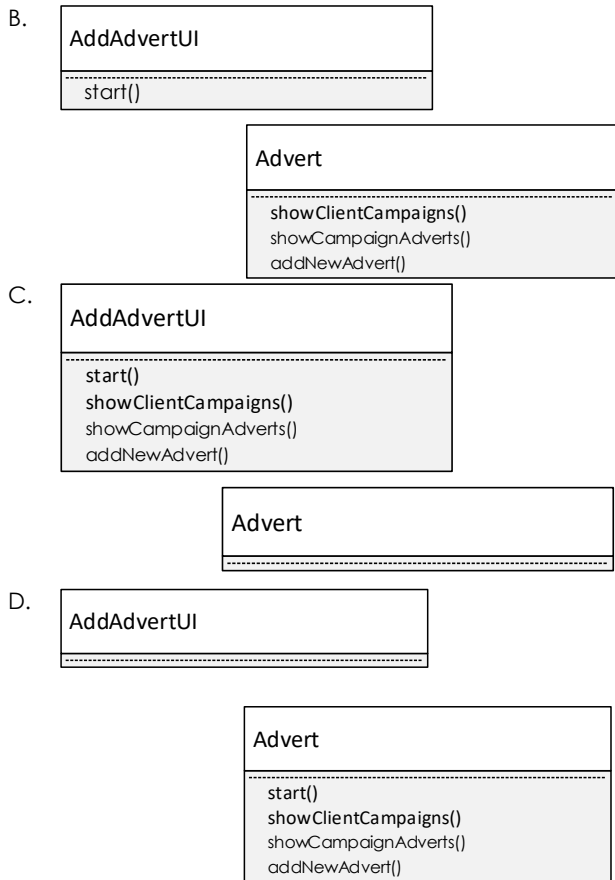 B.
AddAdvertUI
start()
Advert
showClientCampaigns()
showCampaignAdverts()
addNewAdvert()
C.
AddAdvertUI
start()
showClientCampaigns()
showCampaignAdverts()
addNewAdvert()
Advert
D.
AddAdvertUI
Advert
start()
showClientCampaigns()
showCampaignAdverts()
addNewAdvert()